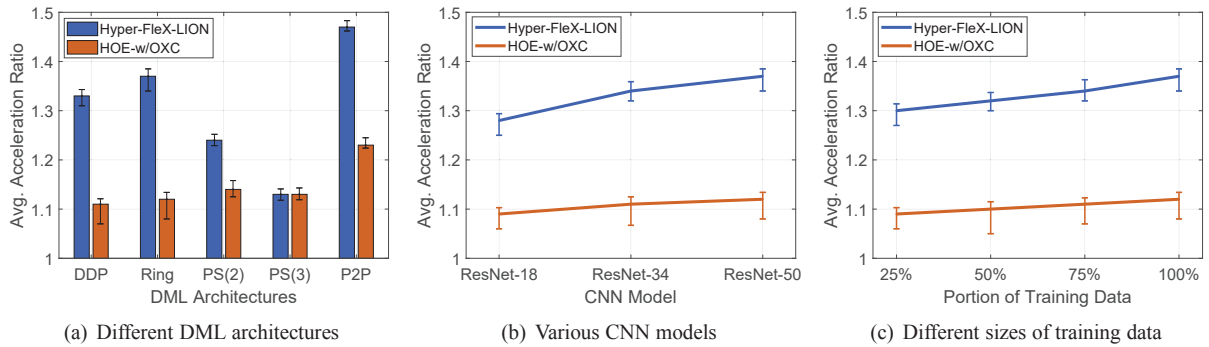 Avg. Acceleration Ratio
1.5
1.4
1.3
1.2
1.1
1
Hyper-FleX-LION
HOE-w/OXC
DDP Ring PS(2) PS(3) P2P
DML Architectures
(a) Different DML architectures
Avg. Acceleration Ratio
1.5
1.4
1.3
1.2
1.1
1
Hyper-FleX-LION
HOE-w/OXC
ResNet-18 ResNet-34 ResNet-50
CNN Model
(b) Various CNN models
Avg. Acceleration Ratio
1.5
1.4
1.3
1.2
1.1
1
Hyper-FleX-LION
HOE-w/OXC
25% 50% 75% 100%
Portion of Training Data
(c) Different sizes of training data